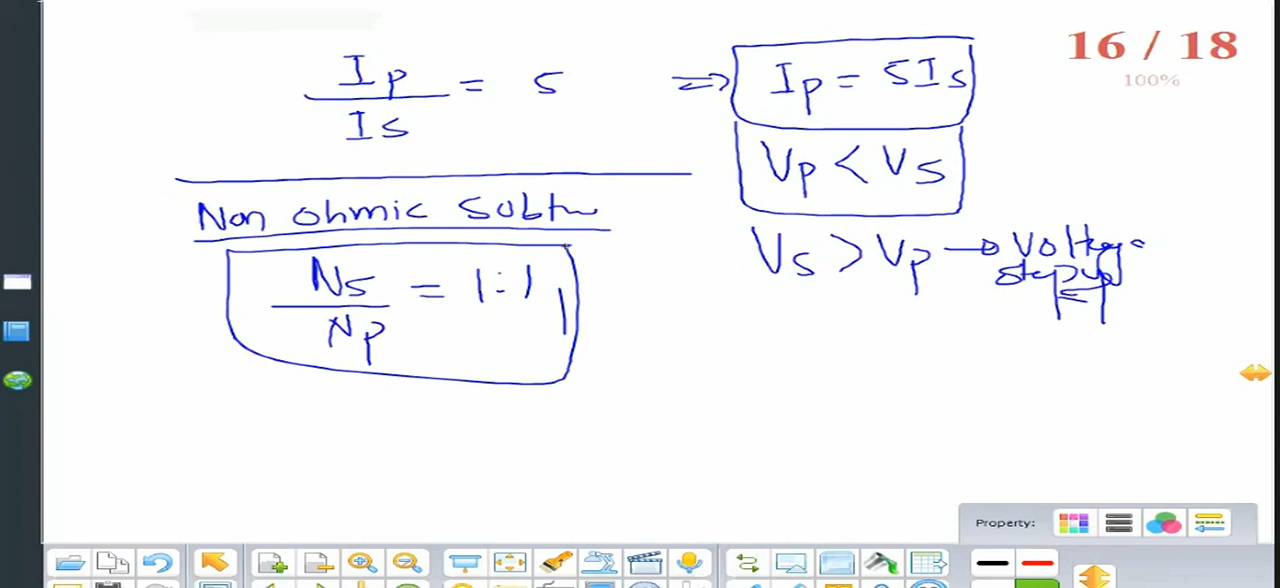 Ip / Is = 5 ⇒ Ip = 5Is
Vp < Vs
Non ohmic
Vs > Vp → Voltage
step up
Ns / Np = 1:1
16 / 18
100%
Property: